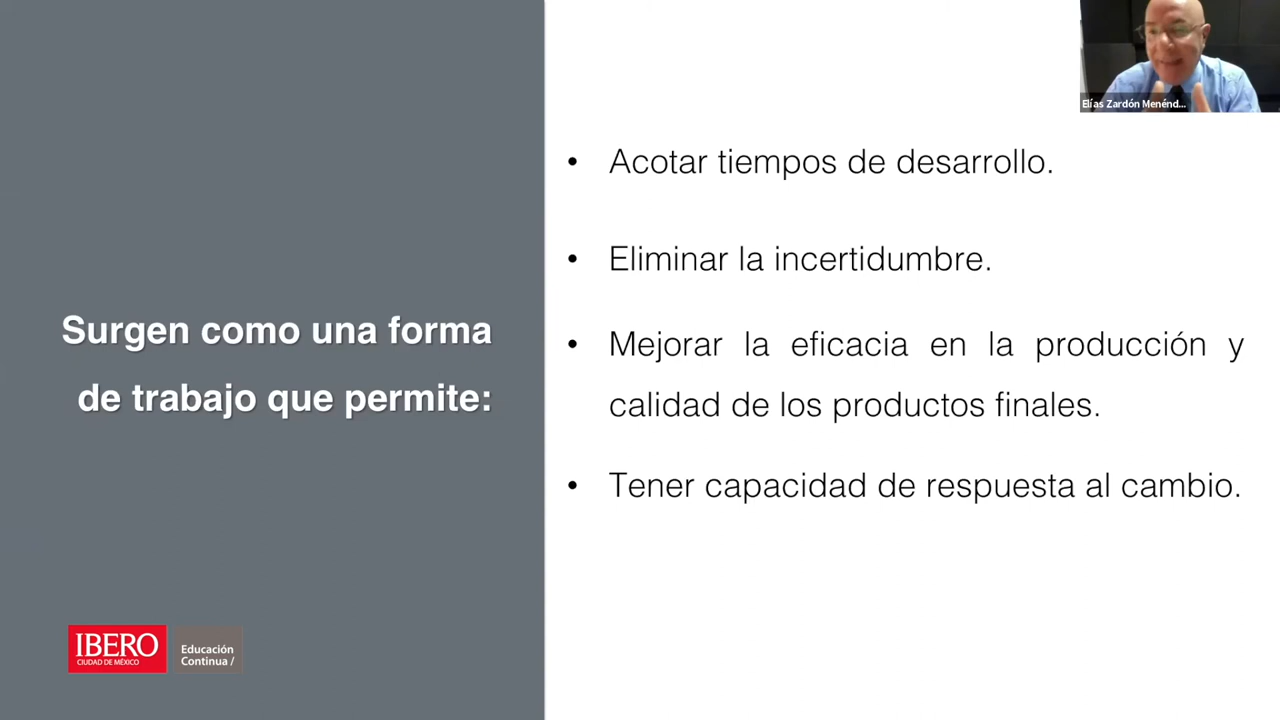 Elías Zardón Menénd...
Surgen como una forma
de trabajo que permite:
• Acotar tiempos de desarrollo.
• Eliminar la incertidumbre.
• Mejorar la eficacia en la producción y
calidad de los productos finales.
• Tener capacidad de respuesta al cambio.
IBERO
CIUDAD DE MÉXICO
Educación
Continua /